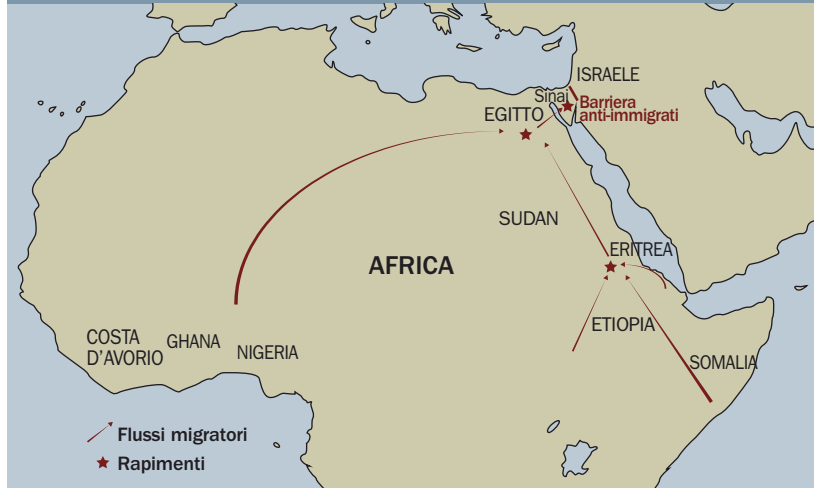 ISRAELE
Sinai
Barriera
anti-immigrati
EGITTO
SUDAN
ERITREA
AFRICA
ETIOPIA
COSTA
D'AVORIO
GHANA
NIGERIA
SOMALIA
Flussi migratori
Rapimenti